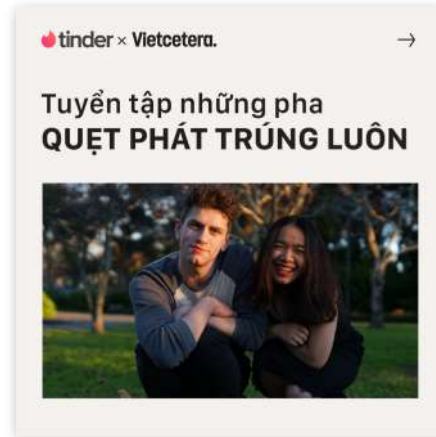 tinder × Vietcetera.
Tuyển tập những pha
QUẸT PHÁT TRÚNG LUÔN